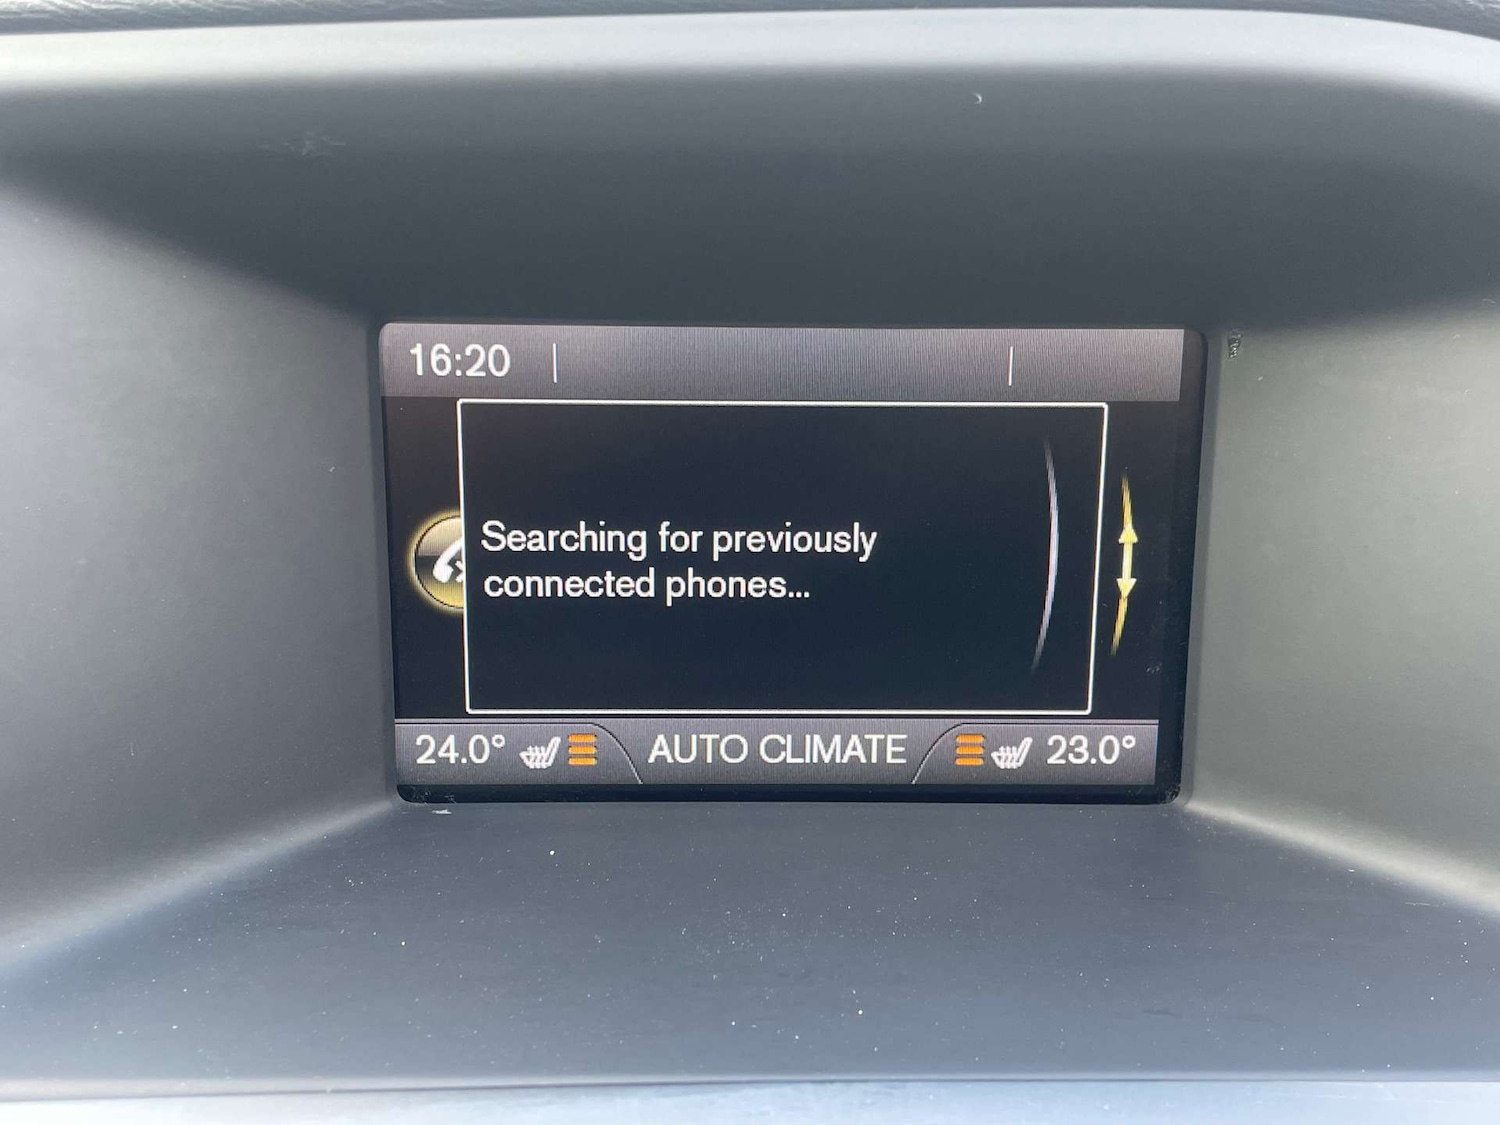 16:20
Searching for previously
connected phones...
24.0° AUTO CLIMATE 23.0°